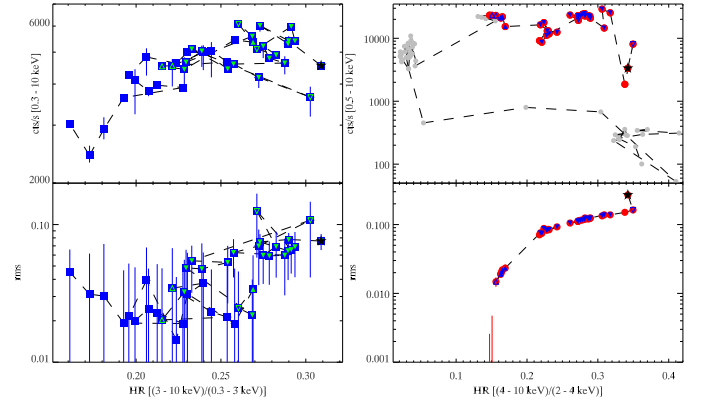 6000
cts/s [0.3 - 10 keV]
2000
10000
1000
100
cts/s [0.5 - 10 keV]
0.10
0.01
rms
0.100
0.010
0.001
rms
0.20 0.25 0.30
HR [(3 - 10 keV)/(0.3 - 3 keV)]
0.1 0.2 0.3 0.4
HR [(4 - 10 keV)/(2 - 4 keV)]